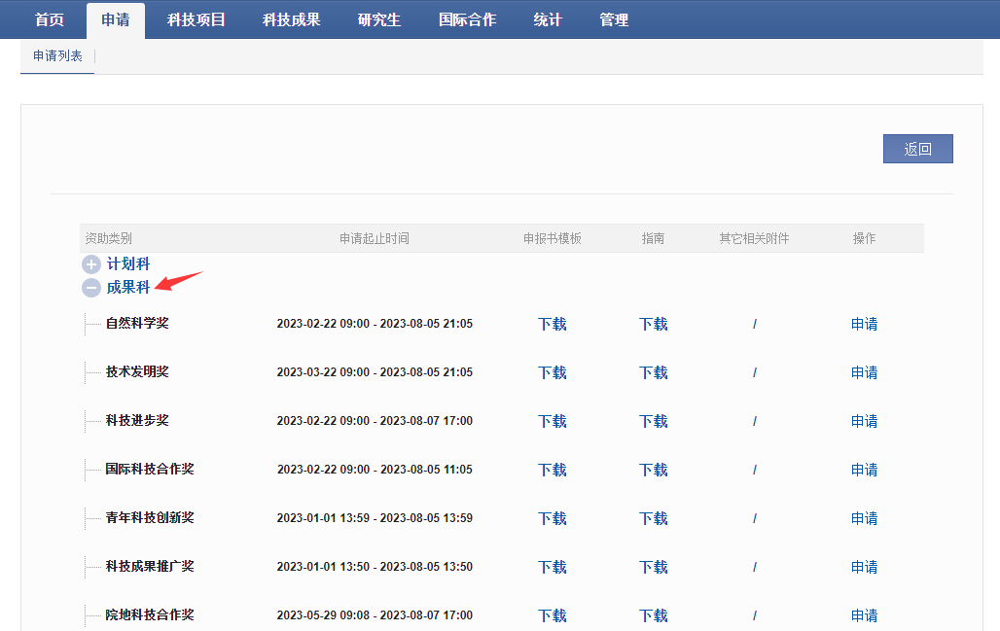 首页 申请 科技项目 科技成果 研究生 国际合作 统计 管理
申请列表
返回
资助类别 申请起止时间 申报书模板 指南 其它相关附件 操作
计划科
成果科
自然科学奖 2023-02-22 09:00 - 2023-08-05 21:05 下载 下载 / 申请
技术发明奖 2023-03-22 09:00 - 2023-08-05 21:05 下载 下载 / 申请
科技进步奖 2023-02-22 09:00 - 2023-08-07 17:00 下载 下载 / 申请
国际科技合作奖 2023-02-22 09:00 - 2023-08-05 11:05 下载 下载 / 申请
青年科技创新奖 2023-01-01 13:59 - 2023-08-05 13:59 下载 下载 / 申请
科技成果推广奖 2023-01-01 13:50 - 2023-08-05 13:50 下载 下载 / 申请
院地科技合作奖 2023-05-29 09:08 - 2023-08-07 17:00 下载 下载 / 申请